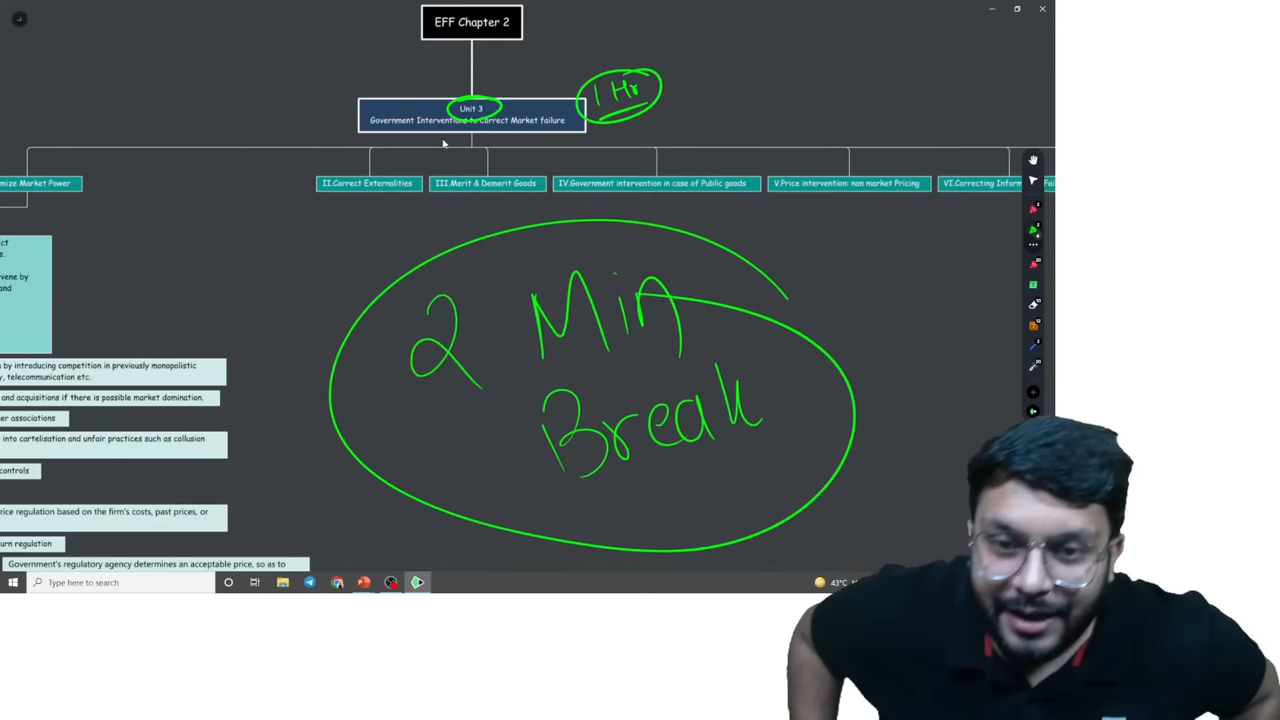 EFF Chapter 2
Unit 3
Government Interventions to correct Market failure
1 Hr
mize Market Power
II.Correct Externalities
III.Merit & Demerit Goods
IV.Government intervention in case of Public goods
V.Price intervention: non market Pricing
VI.Correcting Inform
2 Min
Break
s.
vene by
and
by introducing competition in previously monopolistic
, telecommunication etc.
and acquisitions if there is possible market domination.
er associations
into cartelisation and unfair practices such as collusion
controls
rice regulation based on the firm's costs, past prices, or
urn regulation
Government's regulatory agency determines an acceptable price, so as to
Type here to search
43°C